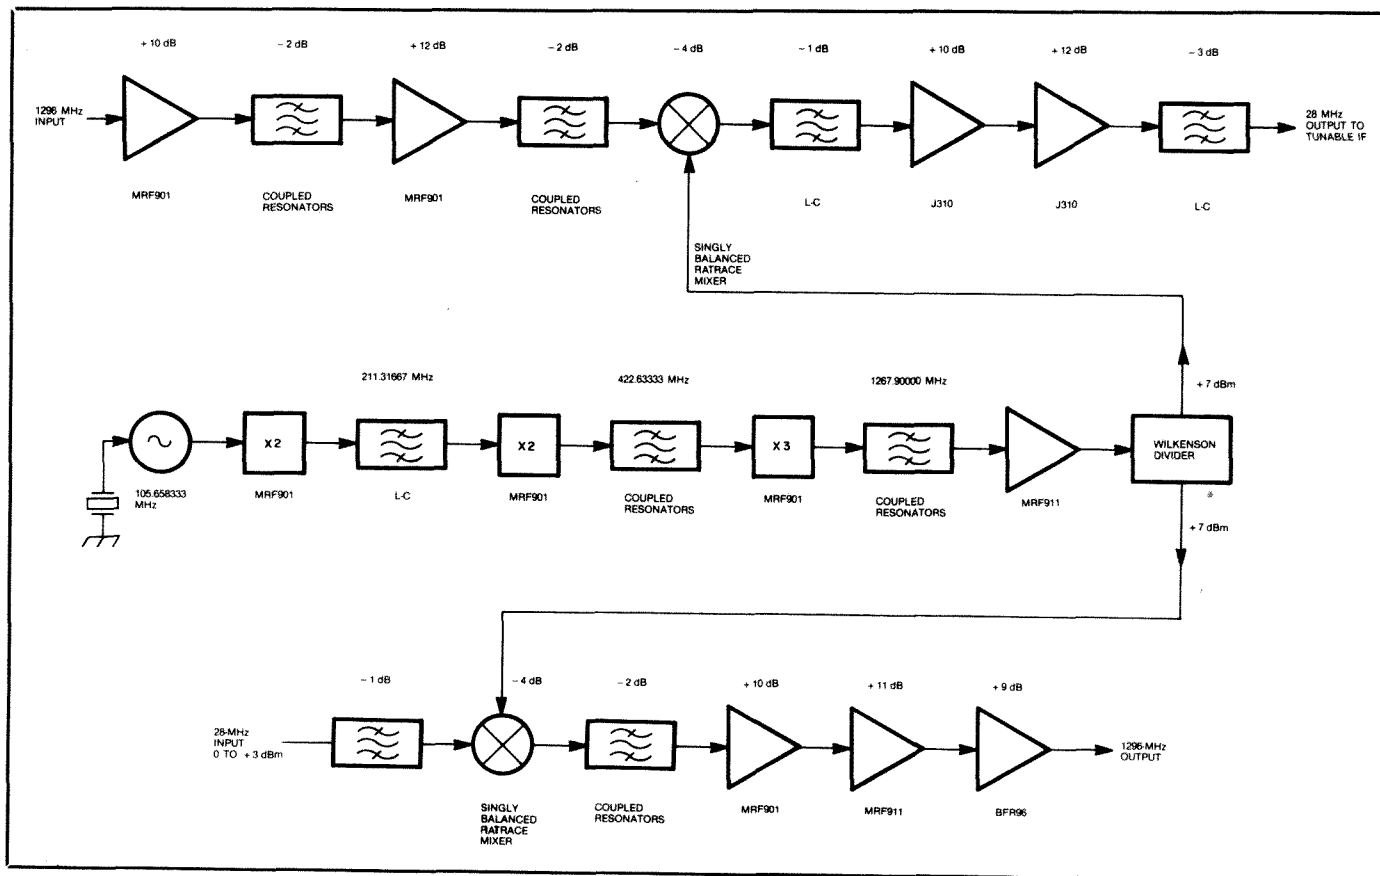 + 10 dB
– 2 dB
+ 12 dB
– 2 dB
– 4 dB
– 1 dB
+ 10 dB
+ 12 dB
– 3 dB
1296 MHz
INPUT
28 MHz
OUTPUT TO
TUNABLE IF
MRF901
COUPLED
RESONATORS
MRF901
COUPLED
RESONATORS
L-C
J310
J310
L-C
SINGLY
BALANCED
RATRACE
MIXER
211.31667 MHz
422.63333 MHz
1267.90000 MHz
+ 7 dBm
X2
X2
X3
WILKENSON
DIVIDER
105.658333
MHz
MRF901
L-C
MRF901
COUPLED
RESONATORS
MRF901
COUPLED
RESONATORS
MRF911
+ 7 dBm
– 1 dB
– 4 dB
– 2 dB
+ 10 dB
+ 11 dB
+ 9 dB
28-MHz
INPUT
0 TO + 3 dBm
1296-MHz
OUTPUT
SINGLY
BALANCED
RATRACE
MIXER
COUPLED
RESONATORS
MRF901
MRF911
BFR96